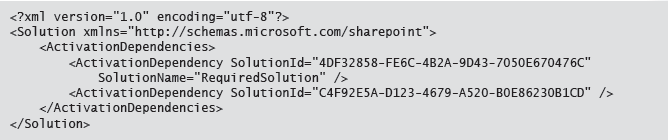 <?xml version="1.0" encoding="utf-8"?>
<Solution xmlns="http://schemas.microsoft.com/sharepoint">
    <ActivationDependencies>
        <ActivationDependency SolutionId="4DF32858-FE6C-4B2A-9D43-7050E670476C"
            SolutionName="RequiredSolution" />
        <ActivationDependency SolutionId="C4F92E5A-D123-4679-A520-B0E86230B1CD" />
    </ActivationDependencies>
</Solution>